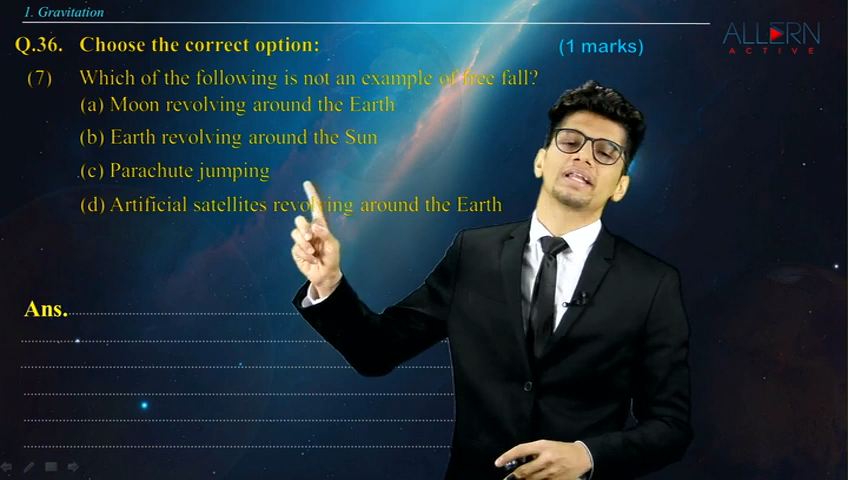 1. Gravitation
ALLERN
ACTIVE
Q.36. Choose the correct option: (1 marks)
(7) Which of the following is not an example of free fall?
(a) Moon revolving around the Earth
(b) Earth revolving around the Sun
(c) Parachute jumping
(d) Artificial satellites revolving around the Earth
Ans.